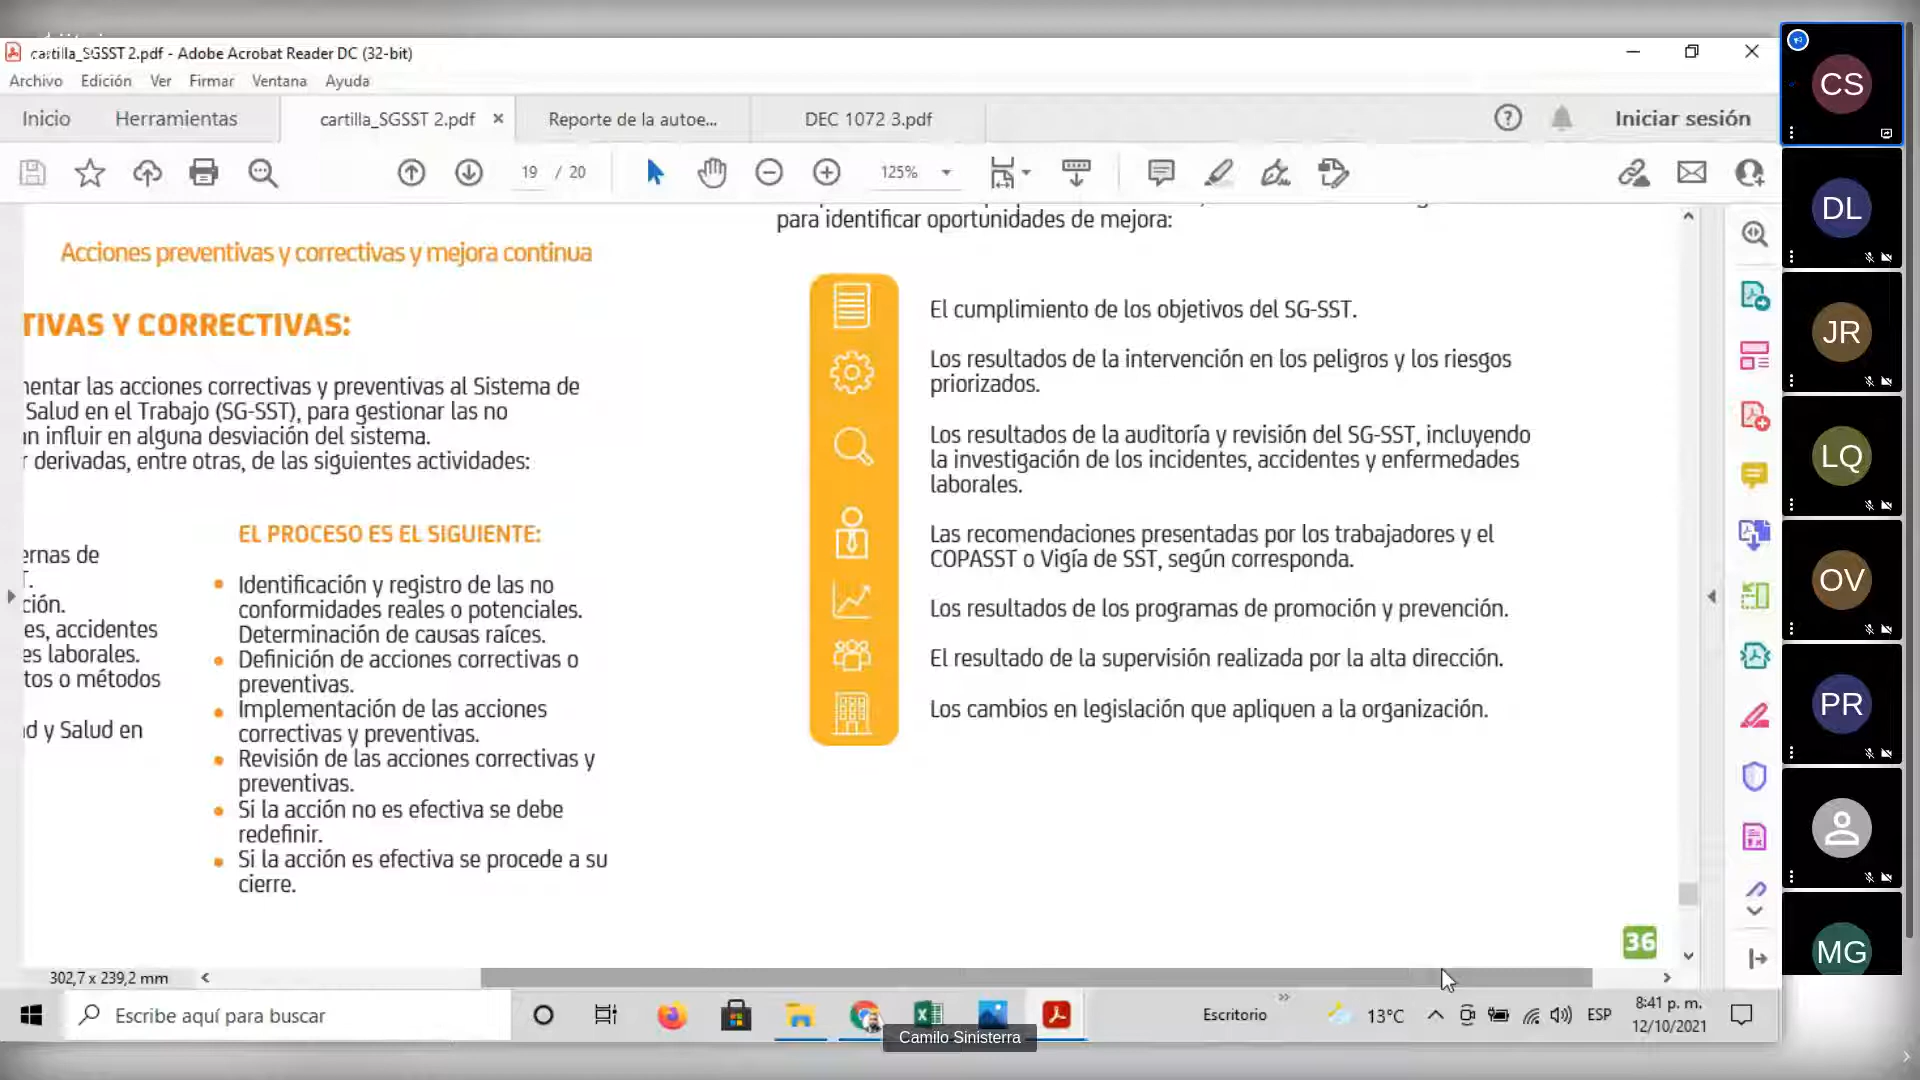 cartilla_SGSST 2.pdf - Adobe Acrobat Reader DC (32-bit)
Archivo Edición Ver Firmar Ventana Ayuda
Inicio Herramientas cartilla_SGSST 2.pdf × Reporte de la autoe... DEC 1072 3.pdf Iniciar sesión
19 / 20 125%
Acciones preventivas y correctivas y mejora continua
TIVAS Y CORRECTIVAS:
entar las acciones correctivas y preventivas al Sistema de
Salud en el Trabajo (SG-SST), para gestionar las no
n influir en alguna desviación del sistema.
r derivadas, entre otras, de las siguientes actividades:
ernas de
T.
ción.
es, accidentes
es laborales.
tos o métodos
d y Salud en
EL PROCESO ES EL SIGUIENTE:
• Identificación y registro de las no
conformidades reales o potenciales.
Determinación de causas raíces.
• Definición de acciones correctivas o
preventivas.
• Implementación de las acciones
correctivas y preventivas.
• Revisión de las acciones correctivas y
preventivas.
• Si la acción no es efectiva se debe
redefinir.
• Si la acción es efectiva se procede a su
cierre.
para identificar oportunidades de mejora:
El cumplimiento de los objetivos del SG-SST.
Los resultados de la intervención en los peligros y los riesgos
priorizados.
Los resultados de la auditoría y revisión del SG-SST, incluyendo
la investigación de los incidentes, accidentes y enfermedades
laborales.
Las recomendaciones presentadas por los trabajadores y el
COPASST o Vigía de SST, según corresponda.
Los resultados de los programas de promoción y prevención.
El resultado de la supervisión realizada por la alta dirección.
Los cambios en legislación que apliquen a la organización.
36
302,7 x 239,2 mm
Escribe aquí para buscar
Escritorio
13°C
ESP
8:41 p. m.
12/10/2021
Camilo Sinisterra
CS
DL
JR
LQ
OV
PR
MG